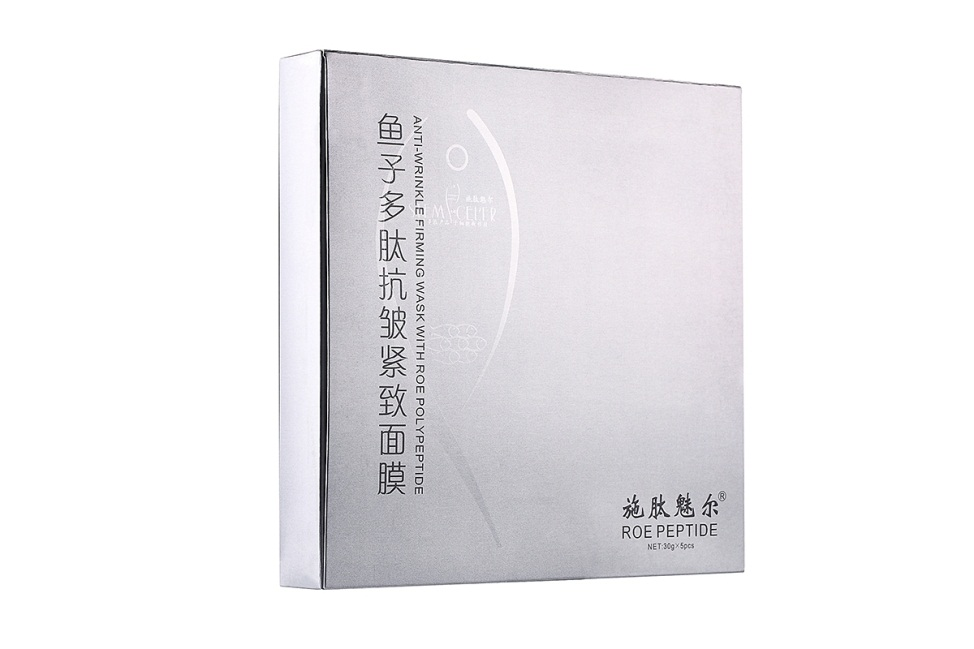 鱼子多肽抗皱紧致面膜
ANTI-WRINKLE FIRMING WASK WITH ROE POLYPEPTIDE
施肽魅尔®
ROE PEPTIDE
NET:30g×5pcs